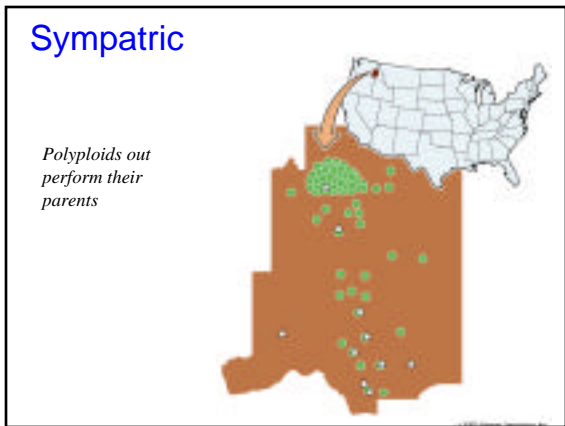 Sympatric
Polyploids out
perform their
parents